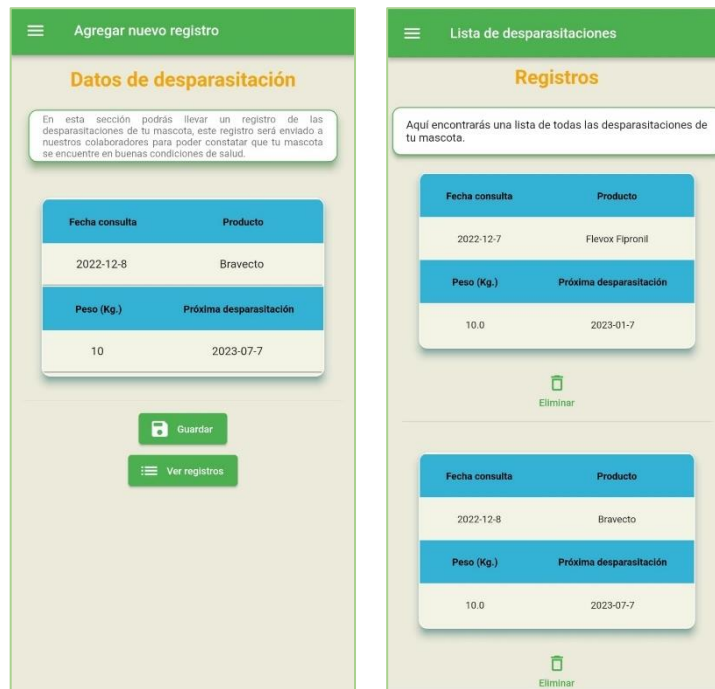 Agregar nuevo registro
Datos de desparasitación
En esta sección podrás llevar un registro de las
desparasitaciones de tu mascota, este registro será enviado a
nuestros colaboradores para poder constatar que tu mascota
se encuentre en buenas condiciones de salud.
Fecha consulta Producto
2022-12-8 Bravecto
Peso (Kg.) Próxima desparasitación
10 2023-07-7
Guardar
Ver registros
Lista de desparasitaciones
Registros
Aquí encontrarás una lista de todas las desparasitaciones de
tu mascota.
Fecha consulta Producto
2022-12-7 Flevox Fipronil
Peso (Kg.) Próxima desparasitación
10.0 2023-01-7
Eliminar
Fecha consulta Producto
2022-12-8 Bravecto
Peso (Kg.) Próxima desparasitación
10.0 2023-07-7
Eliminar